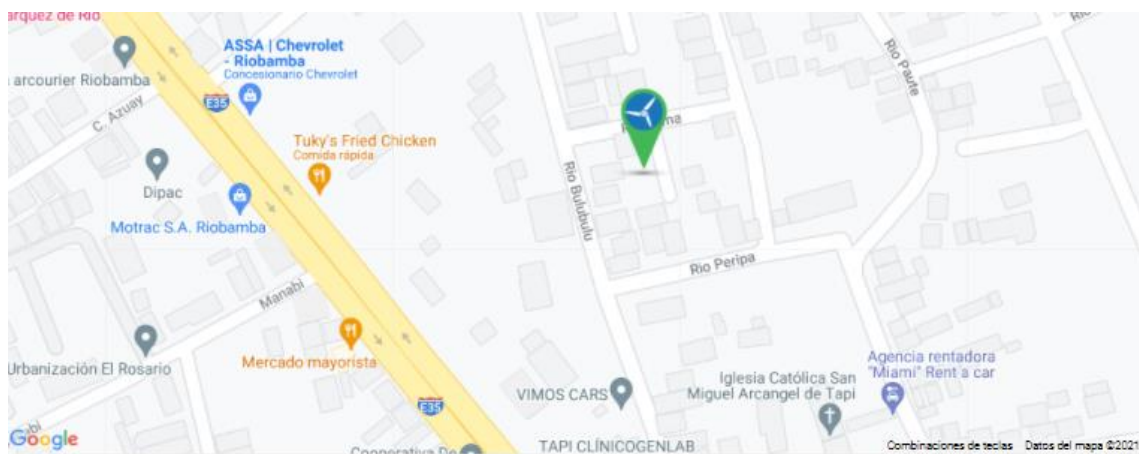 arquez de Rio
arcourier Riobamba
C. Azuay
ASSA | Chevrolet
- Riobamba
Concesionario Chevrolet
E35
Tuky's Fried Chicken
Comida rápida
Dipac
Motrac S.A. Riobamba
Manabi
Mercado mayorista
Urbanización El Rosario
E35
Rio Bulubulu
Rio Paute
Rio Peripa
VIMOS CARS
Iglesia Católica San
Miguel Arcangel de Tapi
Agencia rentadora
"Miami" Rent a car
TAPI CLÍNICOGENLAB
Cooperativa De
Google
Combinaciones de teclas Datos del mapa ©2021